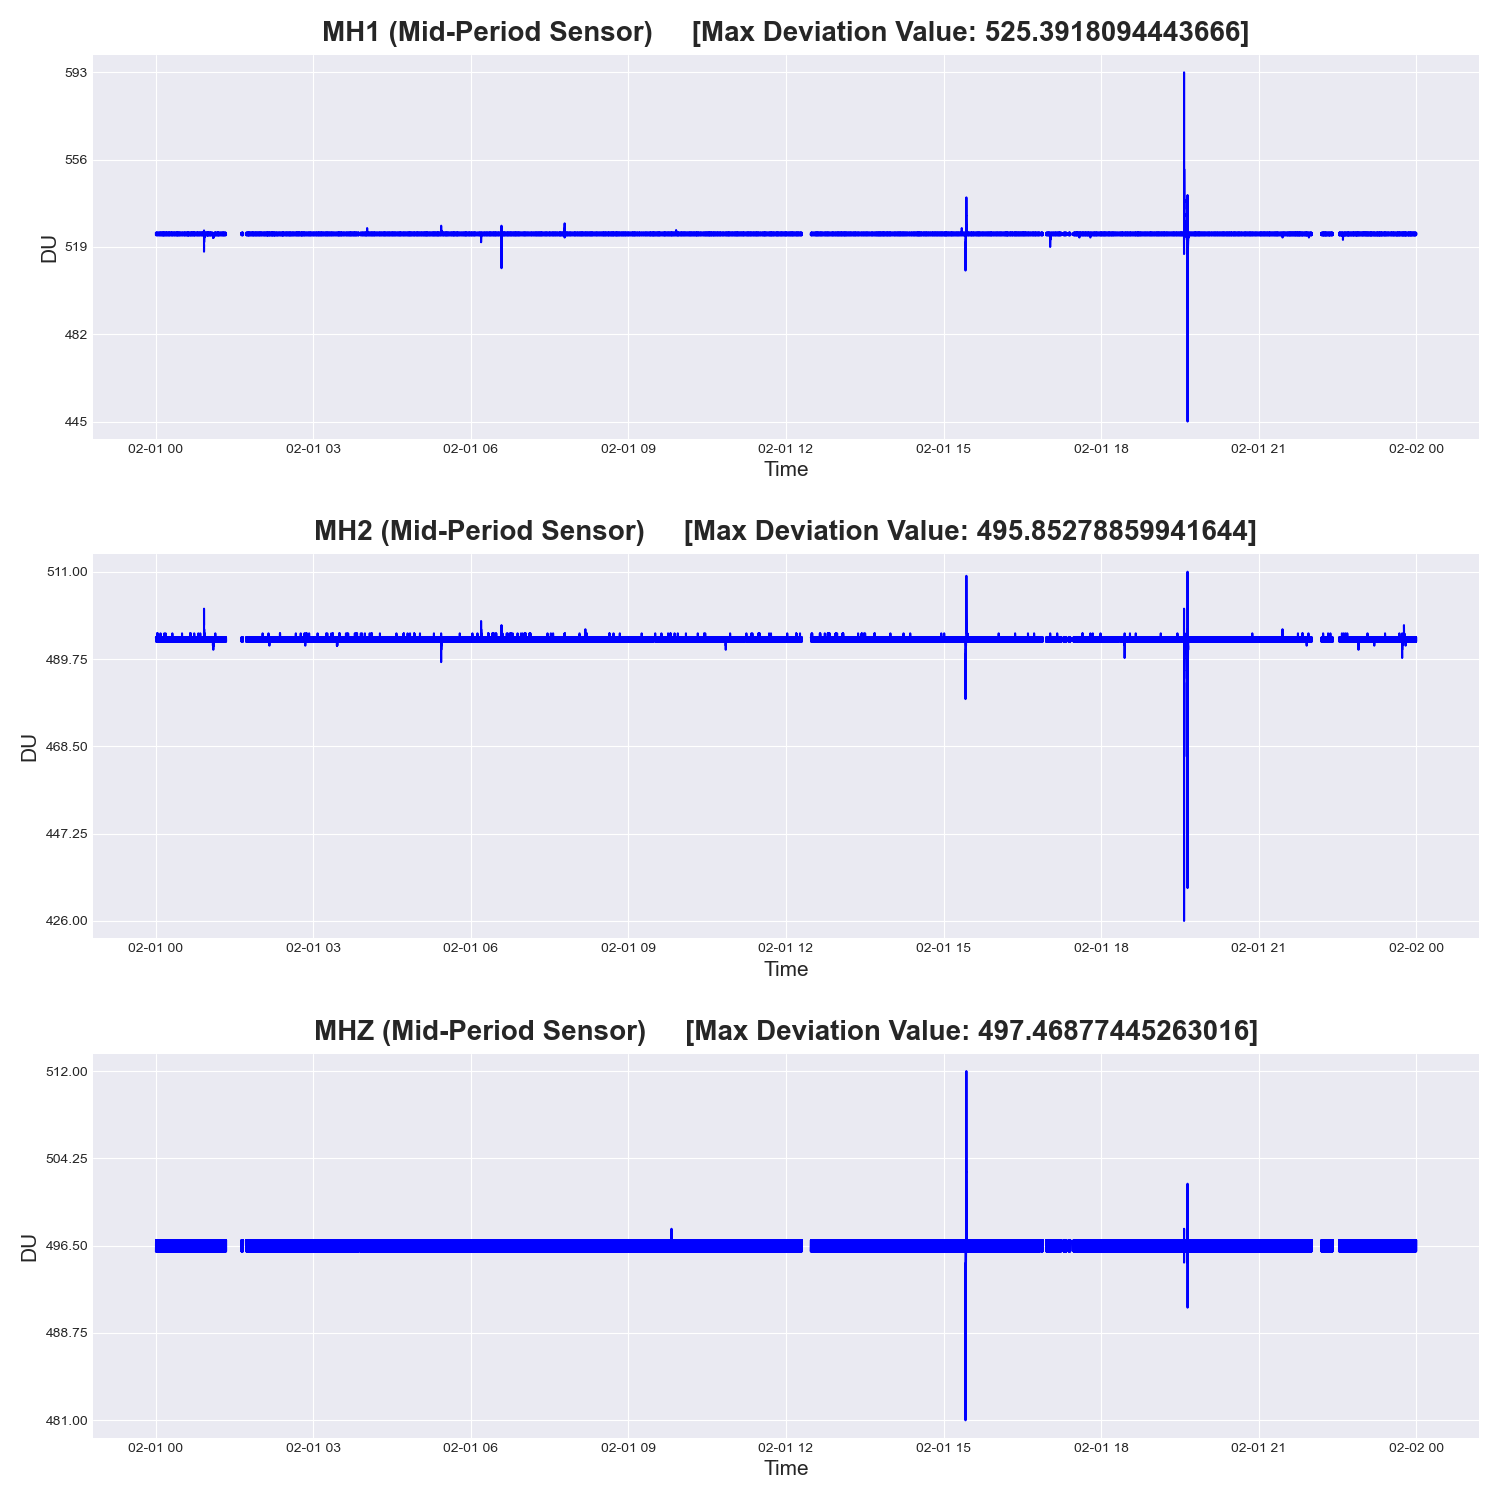 MH1 (Mid-Period Sensor) [Max Deviation Value: 525.3918094443666]
593
556
519
482
445
DU
02-01 00 02-01 03 02-01 06 02-01 09 02-01 12 02-01 15 02-01 18 02-01 21 02-02 00
Time
MH2 (Mid-Period Sensor) [Max Deviation Value: 495.85278859941644]
511.00
489.75
468.50
447.25
426.00
DU
02-01 00 02-01 03 02-01 06 02-01 09 02-01 12 02-01 15 02-01 18 02-01 21 02-02 00
Time
MHZ (Mid-Period Sensor) [Max Deviation Value: 497.46877445263016]
512.00
504.25
496.50
488.75
481.00
DU
02-01 00 02-01 03 02-01 06 02-01 09 02-01 12 02-01 15 02-01 18 02-01 21 02-02 00
Time